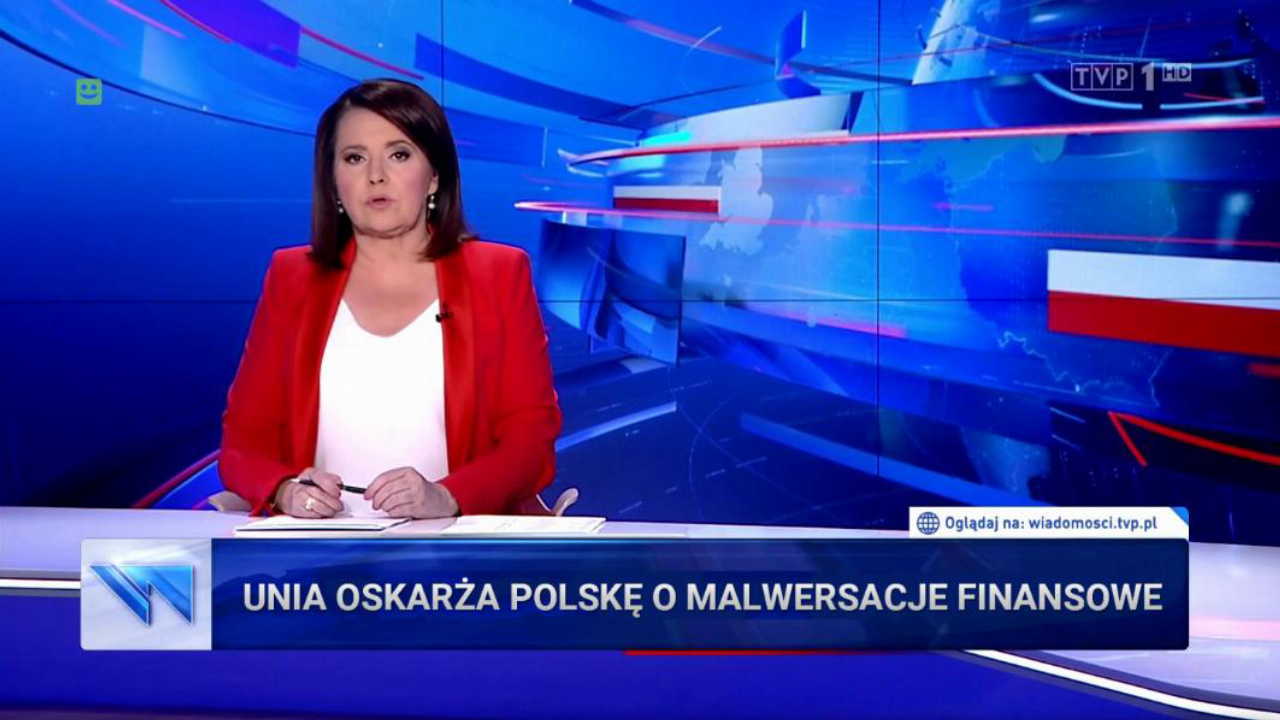 TVP 1 HD
Oglądaj na: wiadomosci.tvp.pl
UNIA OSKARŻA POLSKĘ O MALWERSACJE FINANSOWE